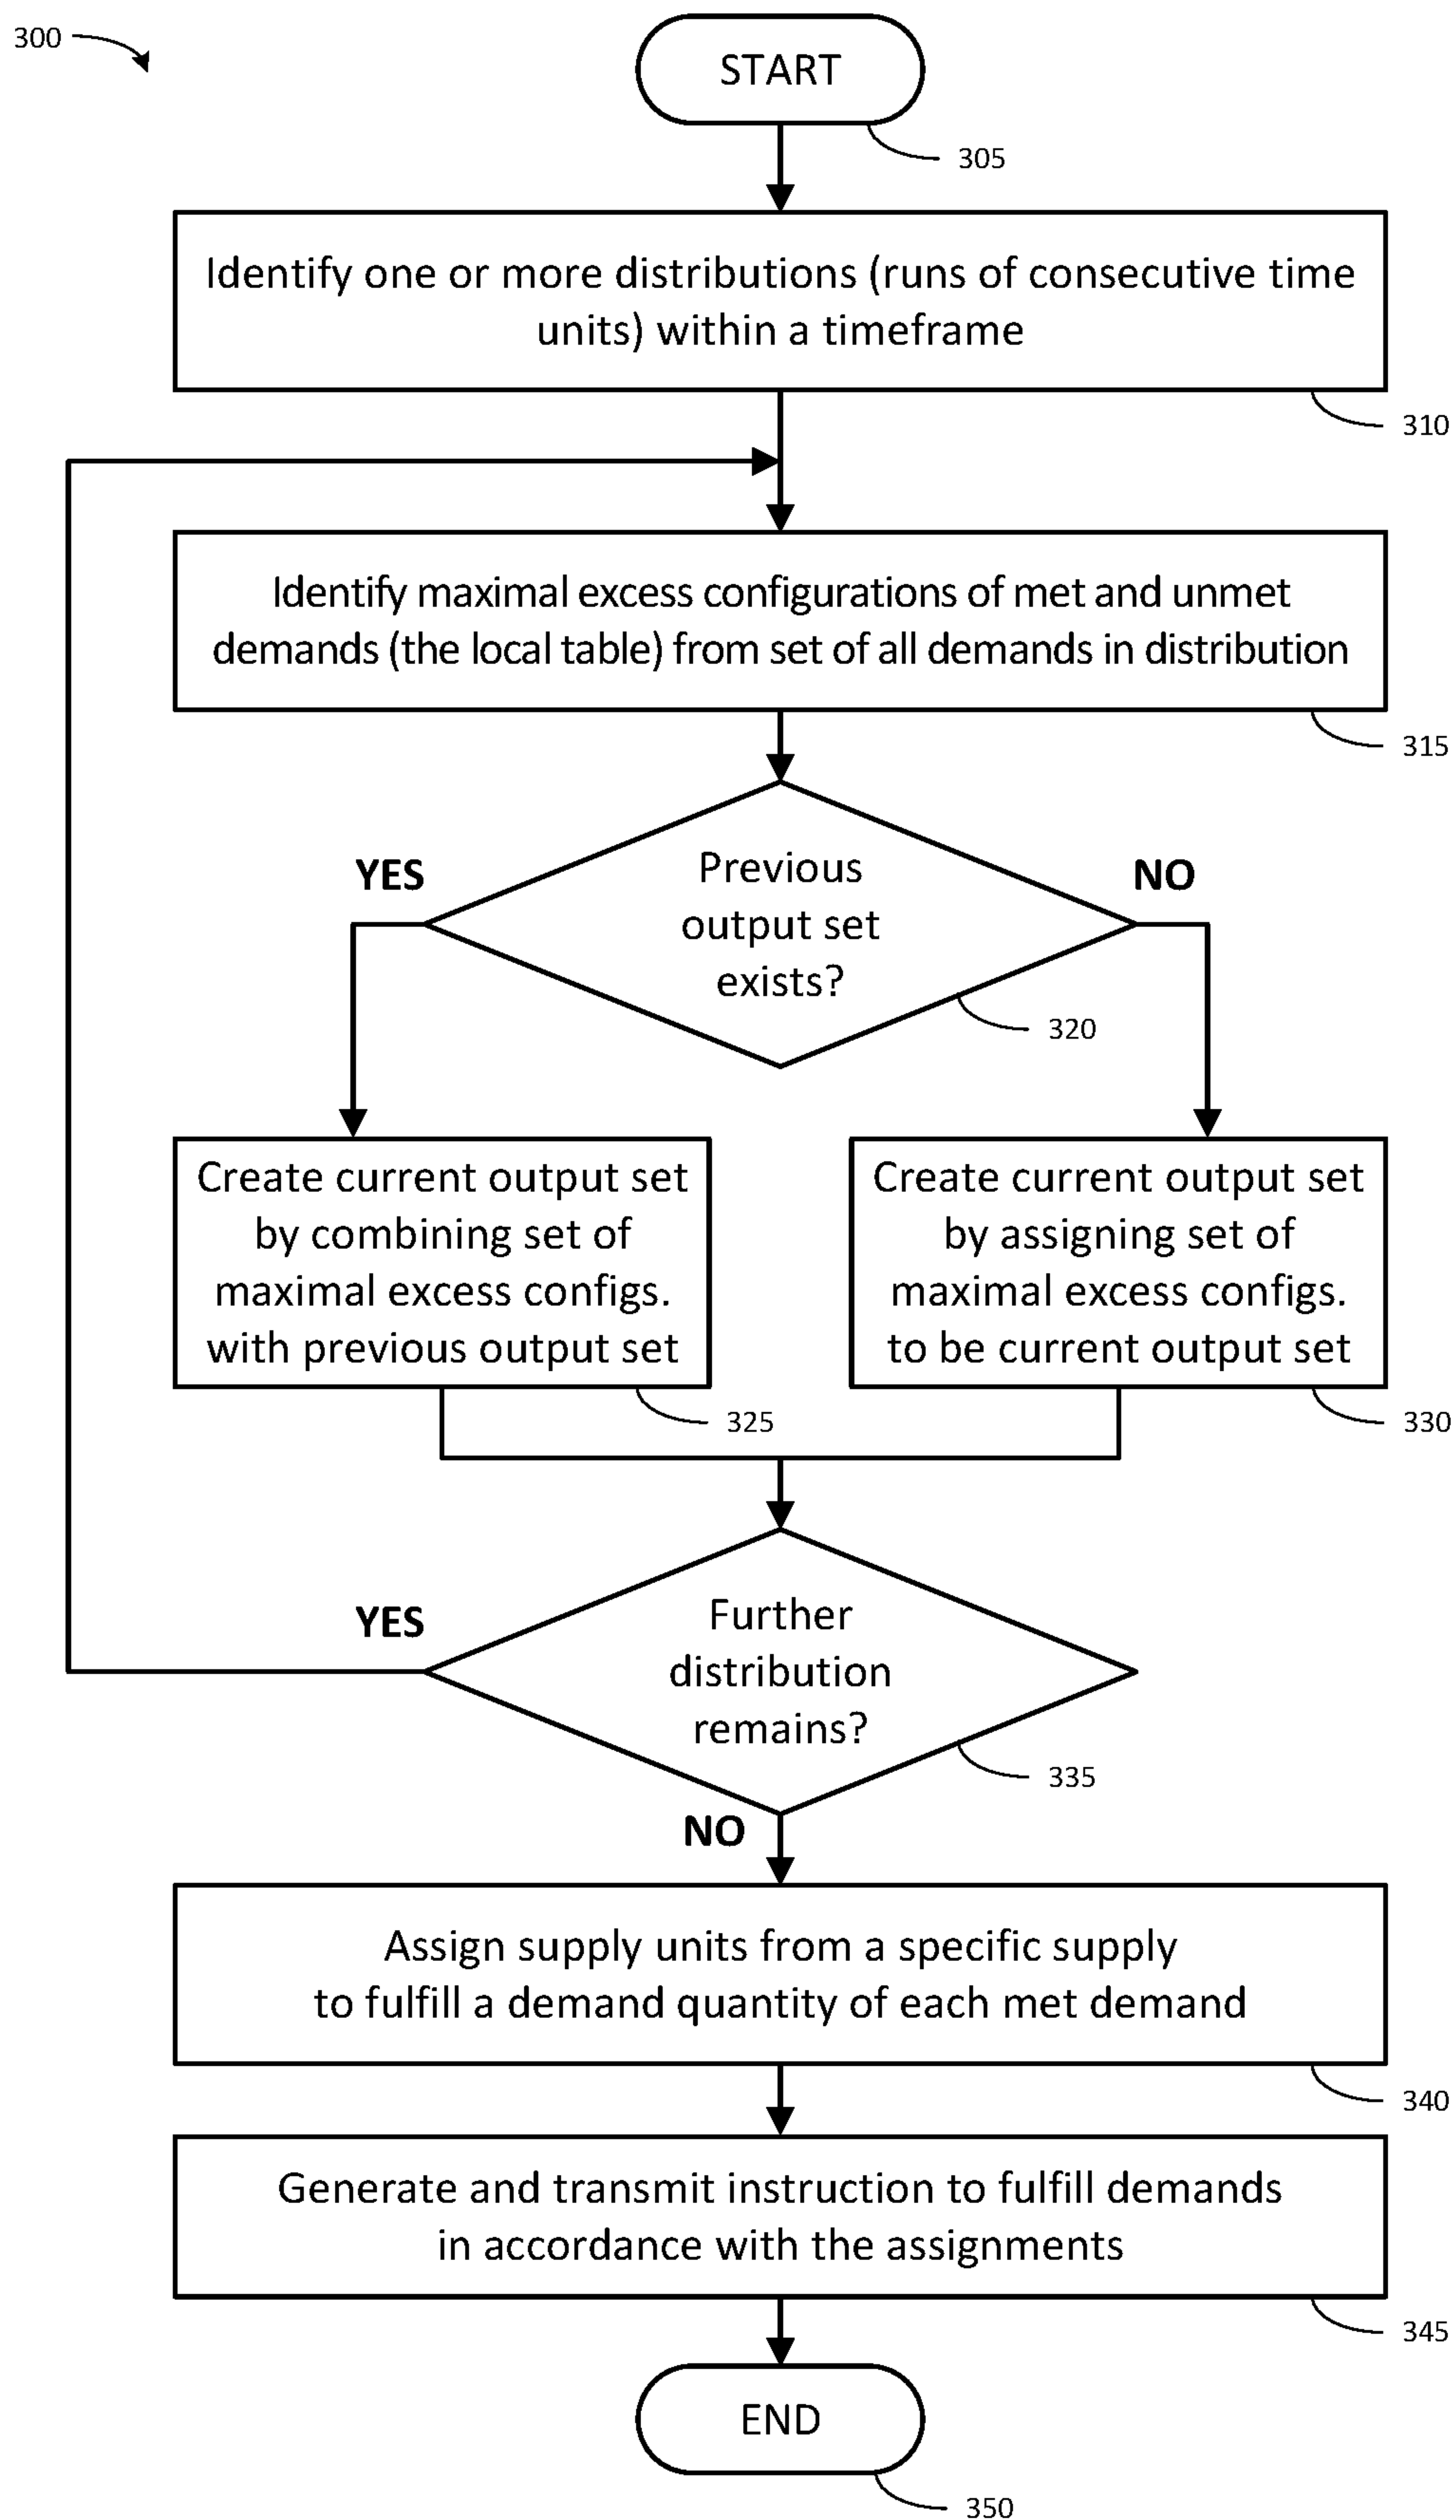 300
START
305
Identify one or more distributions (runs of consecutive time
units) within a timeframe
310
Identify maximal excess configurations of met and unmet
demands (the local table) from set of all demands in distribution
315
YES
Previous
output set
exists?
NO
320
Create current output set
by combining set of
maximal excess configs.
with previous output set
325
Create current output set
by assigning set of
maximal excess configs.
to be current output set
330
YES
Further
distribution
remains?
335
NO
Assign supply units from a specific supply
to fulfill a demand quantity of each met demand
340
Generate and transmit instruction to fulfill demands
in accordance with the assignments
345
END
350